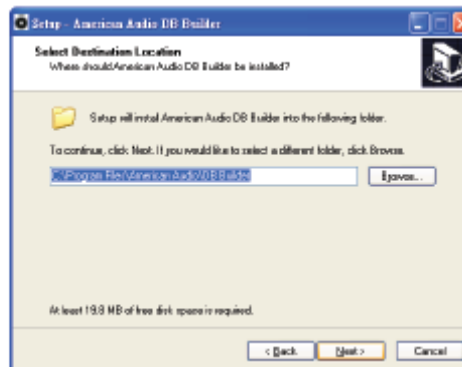 Setup - American Audio DB Builder
Select Destination Location
Where should American Audio DB Builder be installed?
Setup will install American Audio DB Builder into the following folder.
To continue, click Next. If you would like to select a different folder, click Browse.
C:\Program Files\American Audio\DB Builder
Browse...
At least 19.8 MB of free disk space is required.
< Back
Next >
Cancel